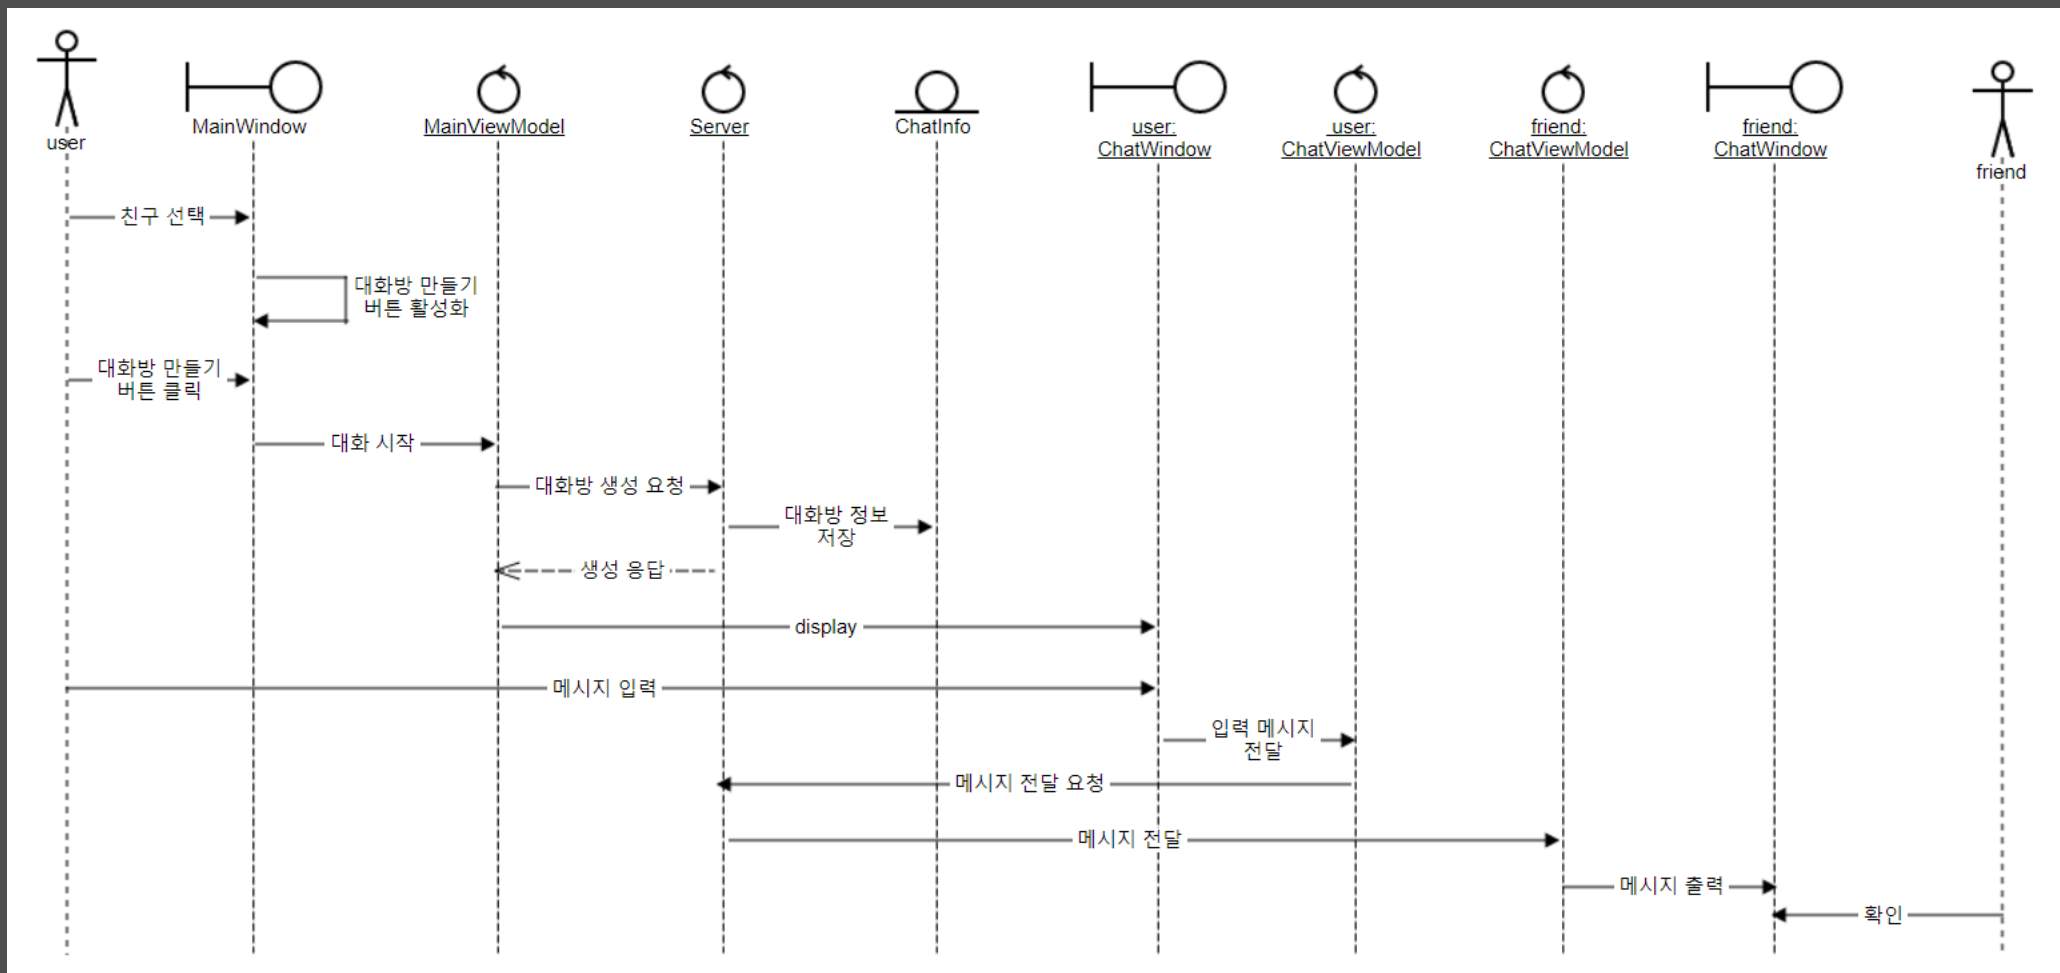 user
MainWindow
MainViewModel
Server
ChatInfo
user:
ChatWindow
user:
ChatViewModel
friend:
ChatViewModel
friend:
ChatWindow
friend
친구 선택
대화방 만들기
버튼 활성화
대화방 만들기
버튼 클릭
대화 시작
대화방 생성 요청
대화방 정보
저장
생성 응답
display
메시지 입력
입력 메시지
전달
메시지 전달 요청
메시지 전달
메시지 출력
확인